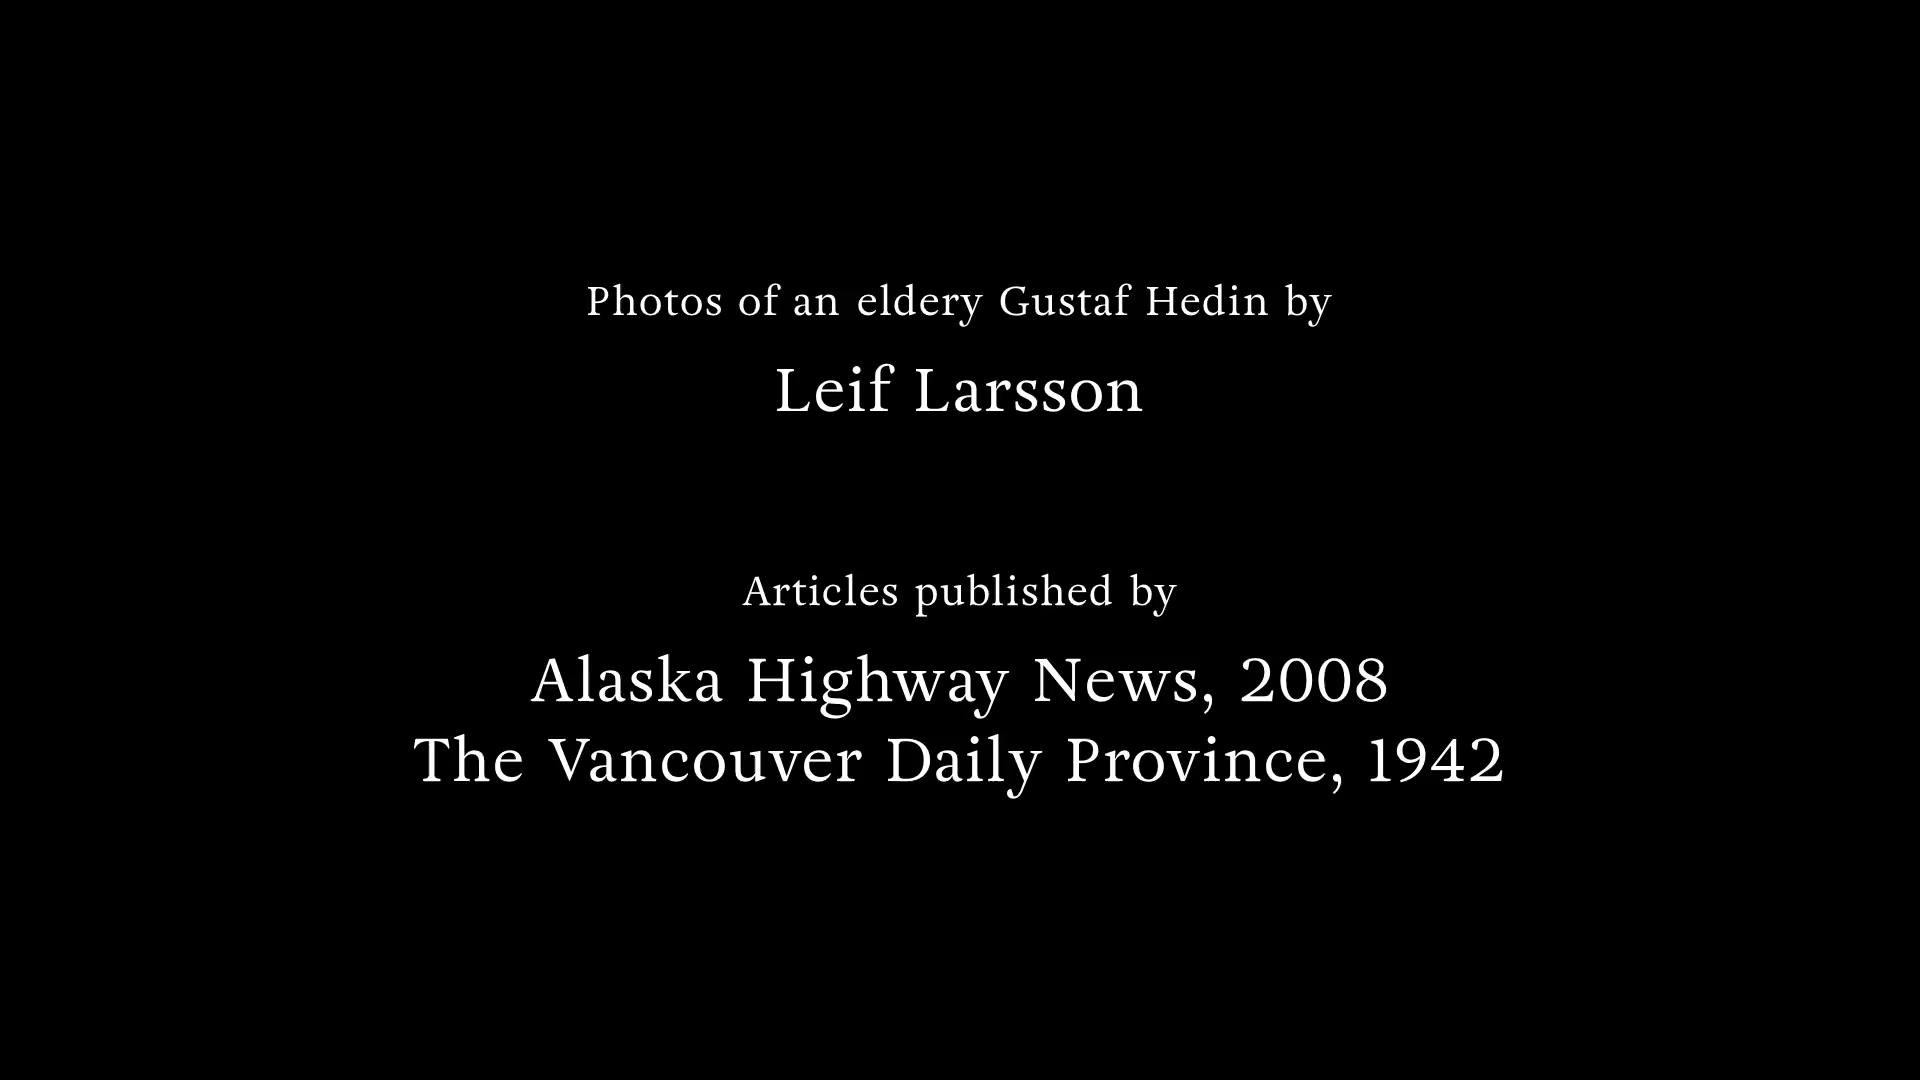 Photos of an eldery Gustaf Hedin by
Leif Larsson
Articles published by
Alaska Highway News, 2008
The Vancouver Daily Province, 1942